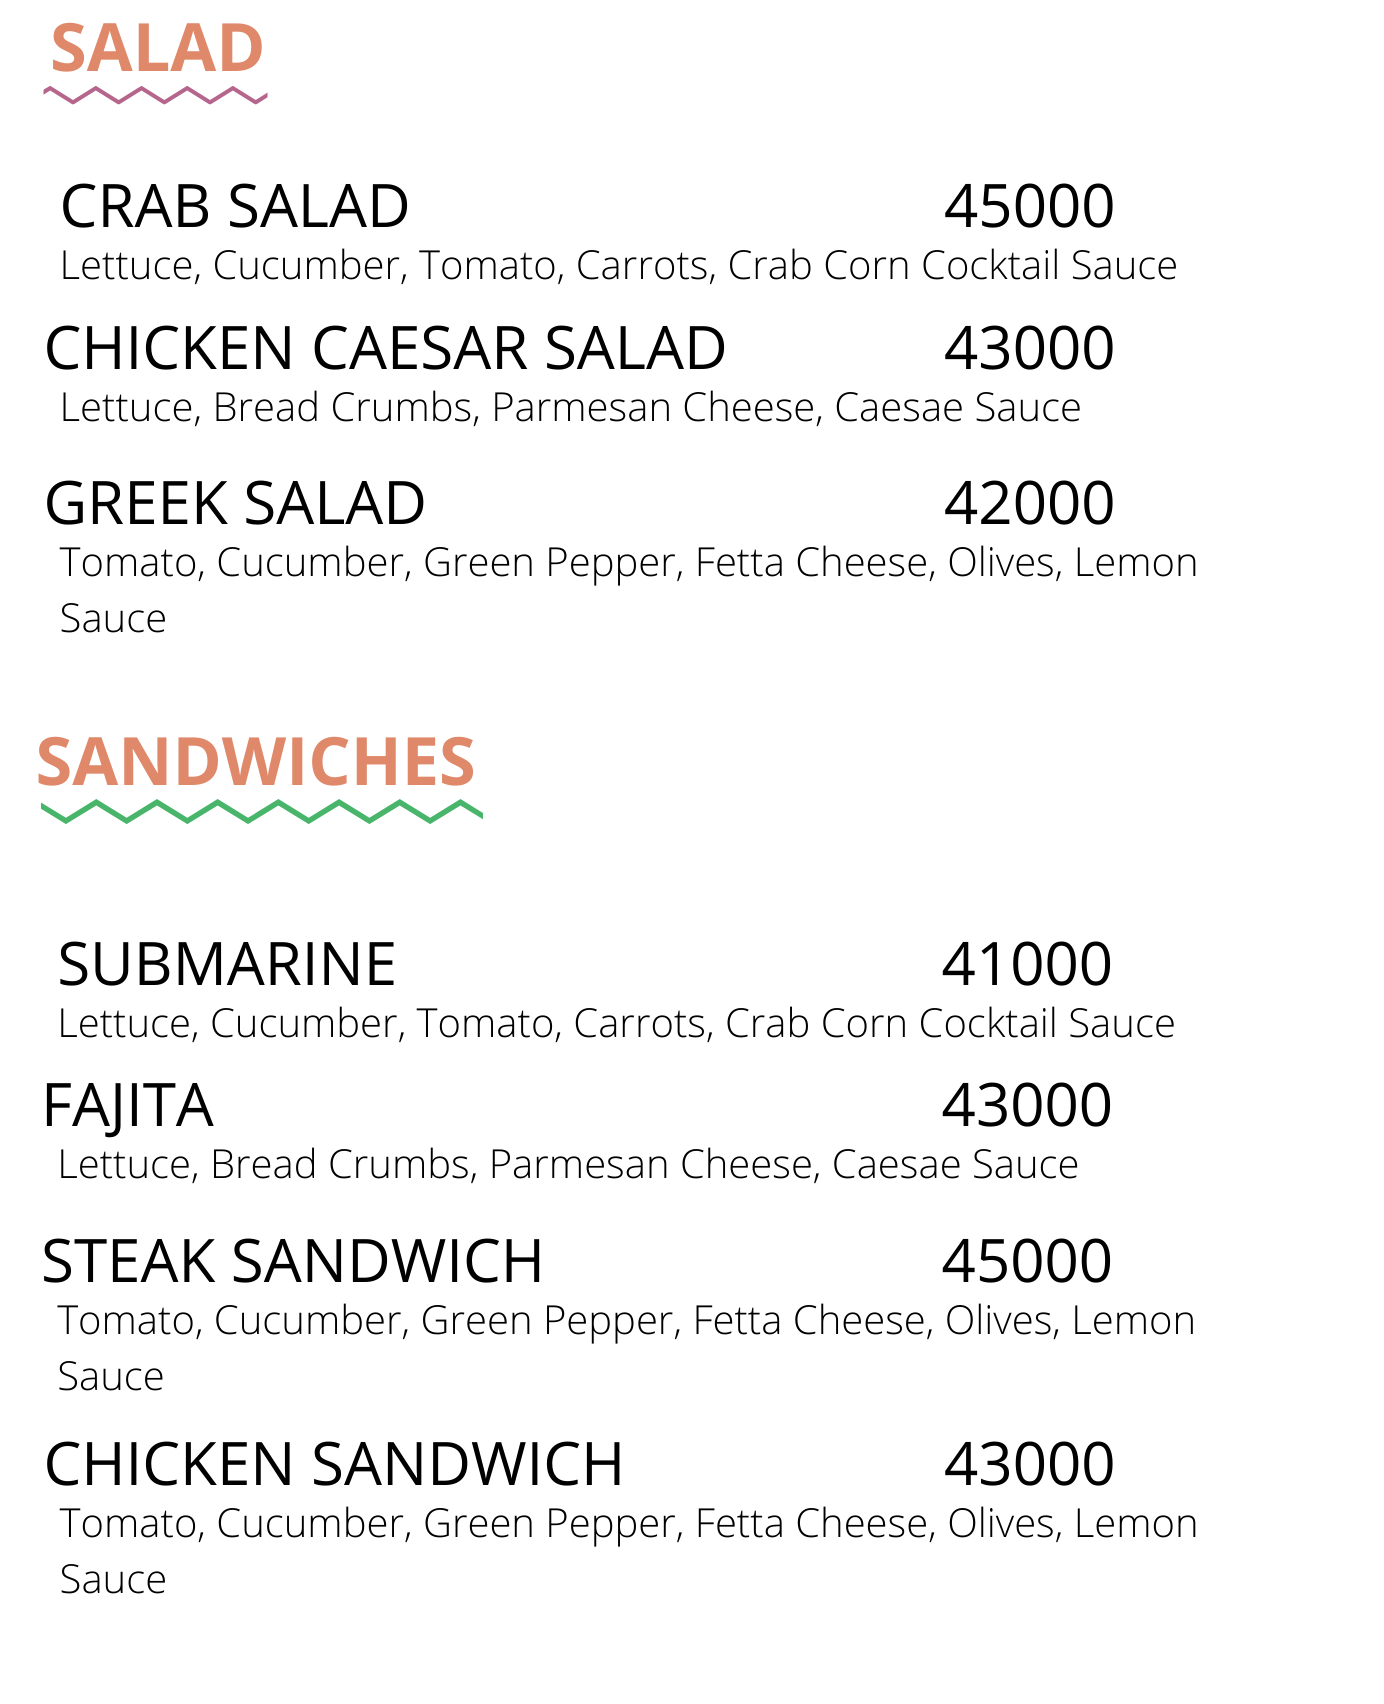 SALAD
CRAB SALAD 45000
Lettuce, Cucumber, Tomato, Carrots, Crab Corn Cocktail Sauce
CHICKEN CAESAR SALAD 43000
Lettuce, Bread Crumbs, Parmesan Cheese, Caesae Sauce
GREEK SALAD 42000
Tomato, Cucumber, Green Pepper, Fetta Cheese, Olives, Lemon
Sauce
SANDWICHES
SUBMARINE 41000
Lettuce, Cucumber, Tomato, Carrots, Crab Corn Cocktail Sauce
FAJITA 43000
Lettuce, Bread Crumbs, Parmesan Cheese, Caesae Sauce
STEAK SANDWICH 45000
Tomato, Cucumber, Green Pepper, Fetta Cheese, Olives, Lemon
Sauce
CHICKEN SANDWICH 43000
Tomato, Cucumber, Green Pepper, Fetta Cheese, Olives, Lemon
Sauce